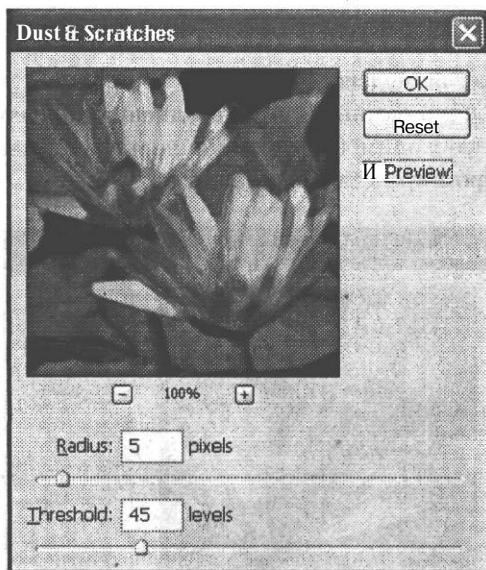 Dust & Scratches
OK
Reset
И Preview
100%
Radius: 5 pixels
Threshold: 45 levels